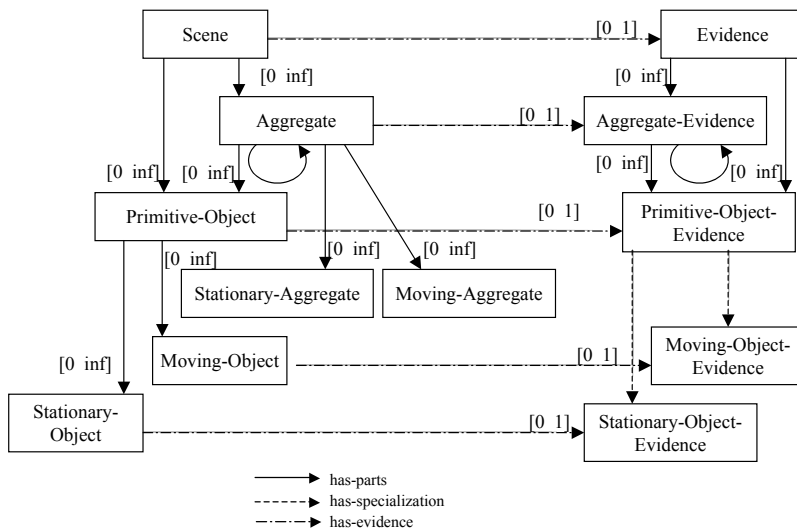 Scene
[0 1]
Evidence
[0 inf]
[0 inf]
Aggregate
[0 1]
Aggregate-Evidence
[0 inf]
[0 inf]
[0 inf]
[0 inf]
Primitive-Object
[0 1]
Primitive-Object-
Evidence
[0 inf]
[0 inf]
[0 inf]
Stationary-Aggregate
Moving-Aggregate
[0 inf]
Moving-Object
[0 1]
Moving-Object-
Evidence
Stationary-
Object
[0 1]
Stationary-Object-
Evidence
has-parts
has-specialization
has-evidence